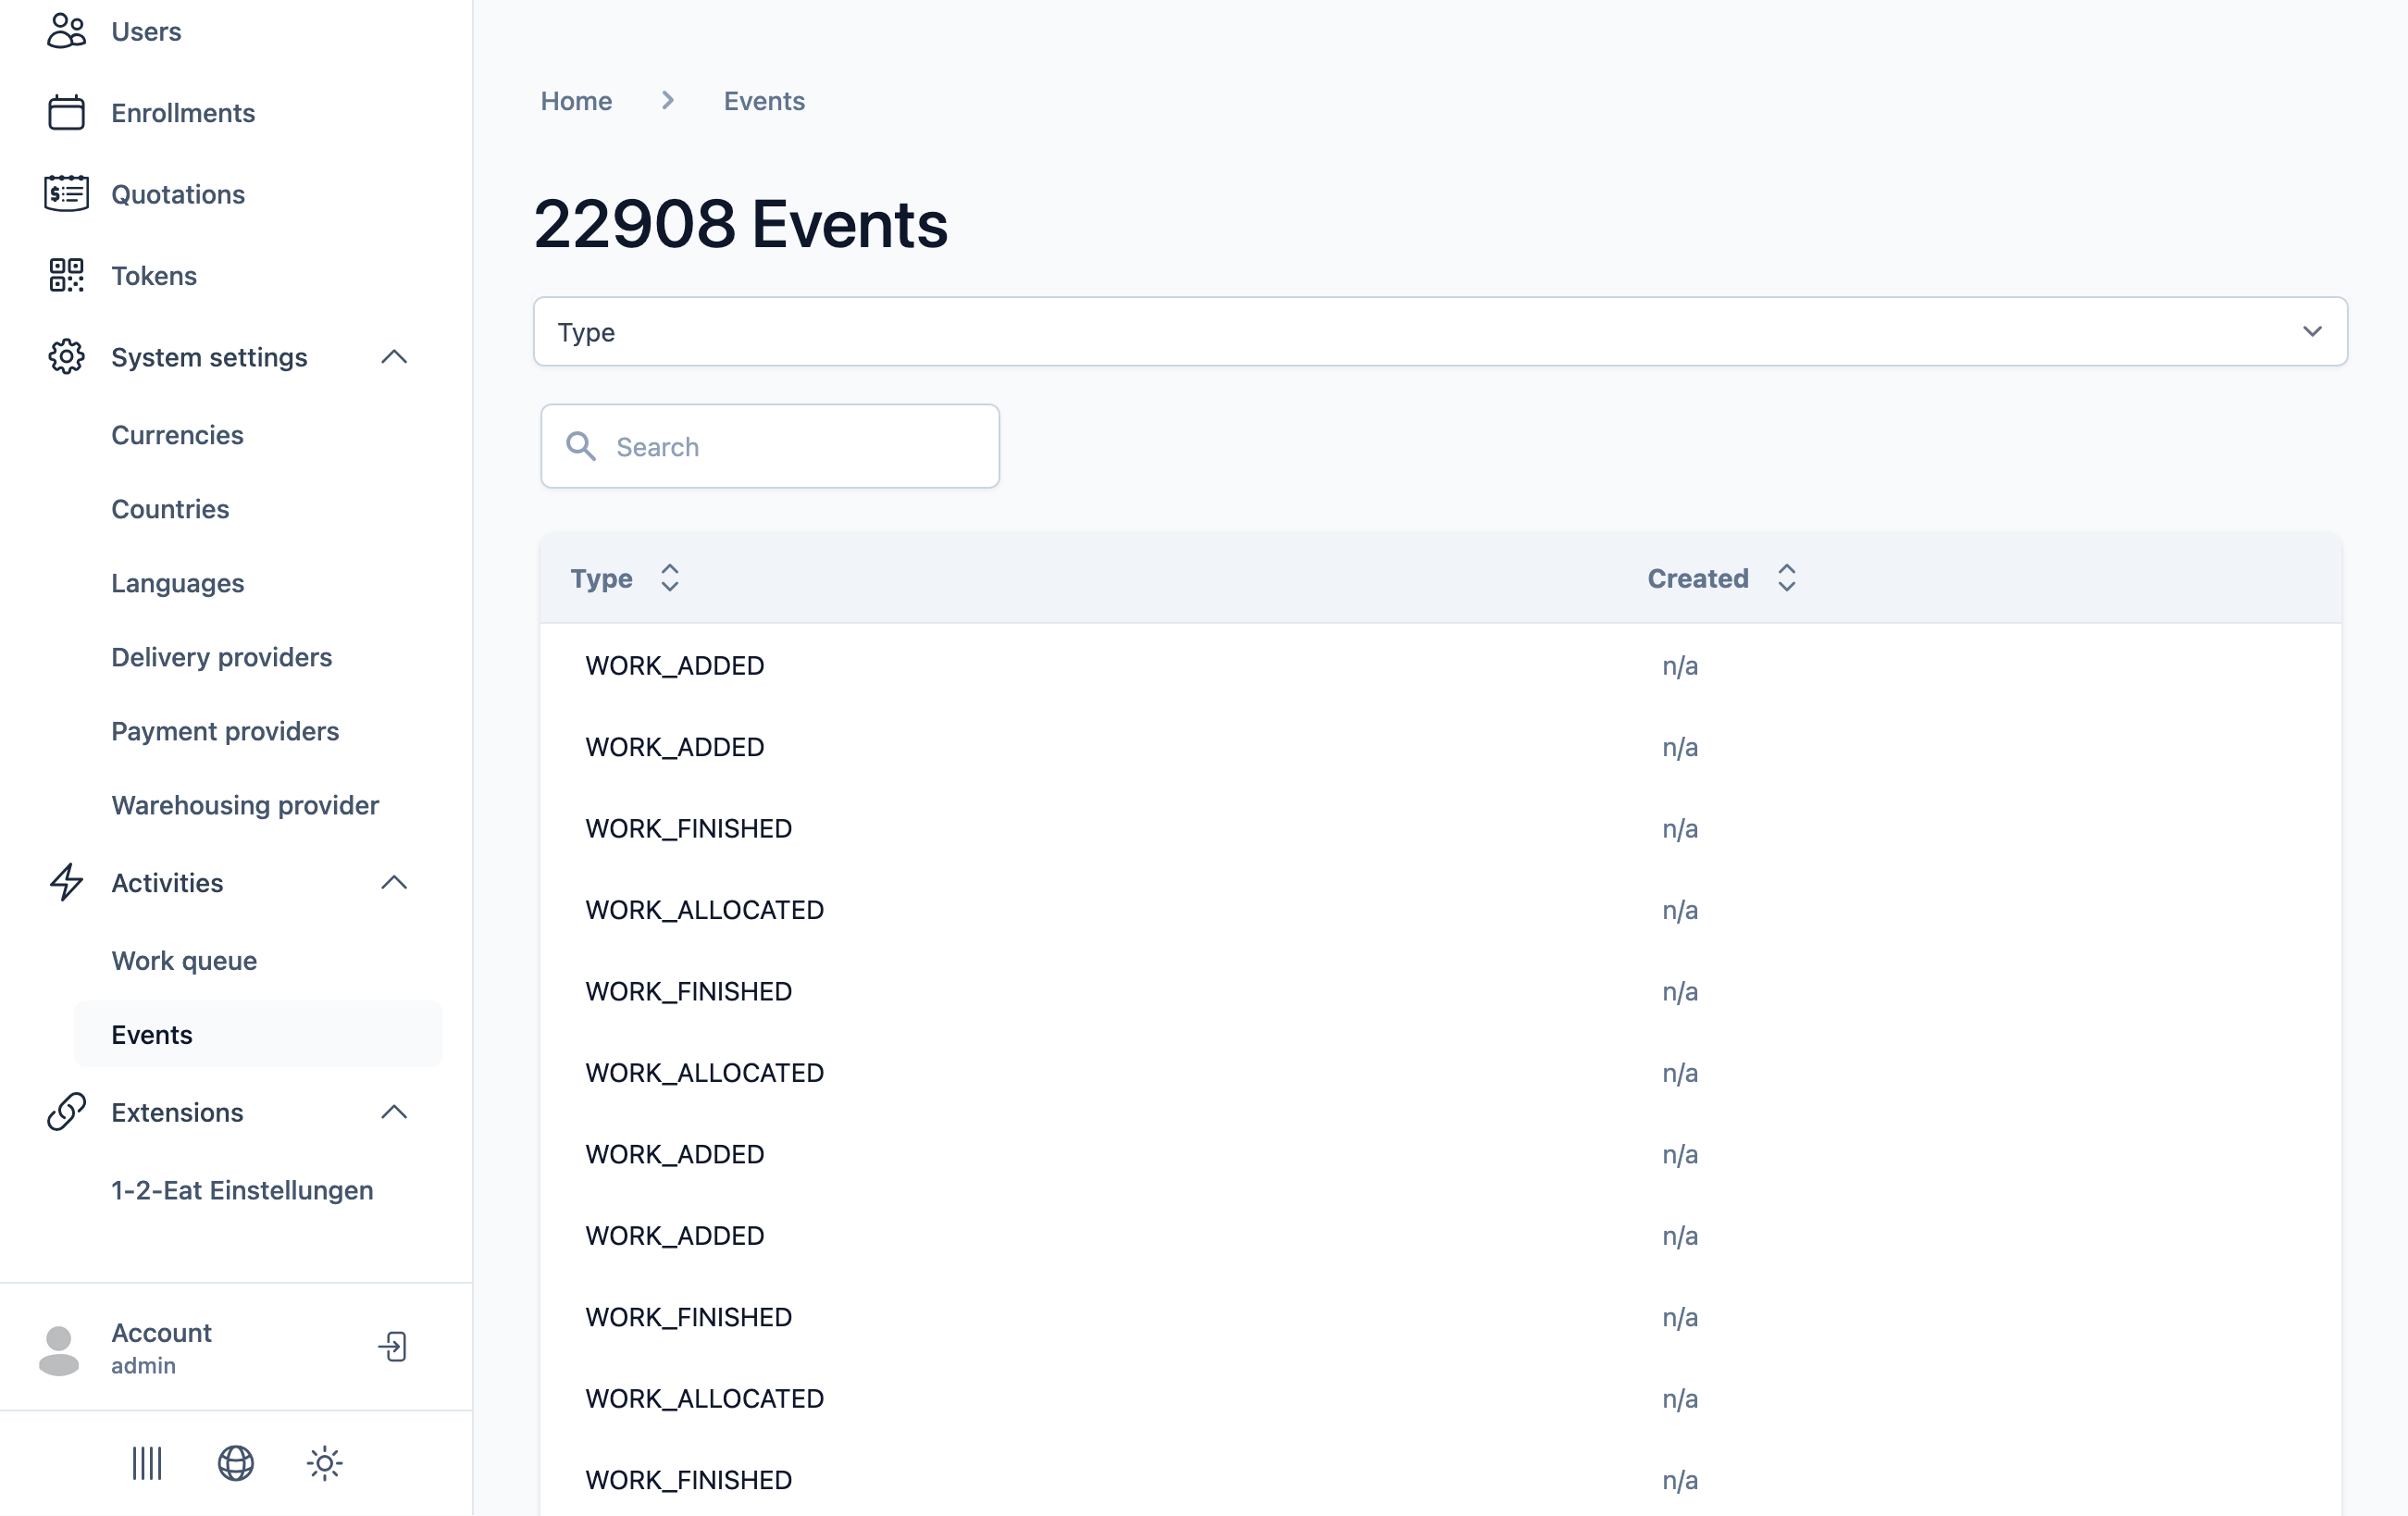 Users
Enrollments
Quotations
Tokens
System settings
Currencies
Countries
Languages
Delivery providers
Payment providers
Warehousing provider
Activities
Work queue
Events
Extensions
1-2-Eat Einstellungen
Account
admin
Home
Events
22908 Events
Type
Search
Type Created
WORK_ADDED n/a
WORK_ADDED n/a
WORK_FINISHED n/a
WORK_ALLOCATED n/a
WORK_FINISHED n/a
WORK_ALLOCATED n/a
WORK_ADDED n/a
WORK_ADDED n/a
WORK_FINISHED n/a
WORK_ALLOCATED n/a
WORK_FINISHED n/a